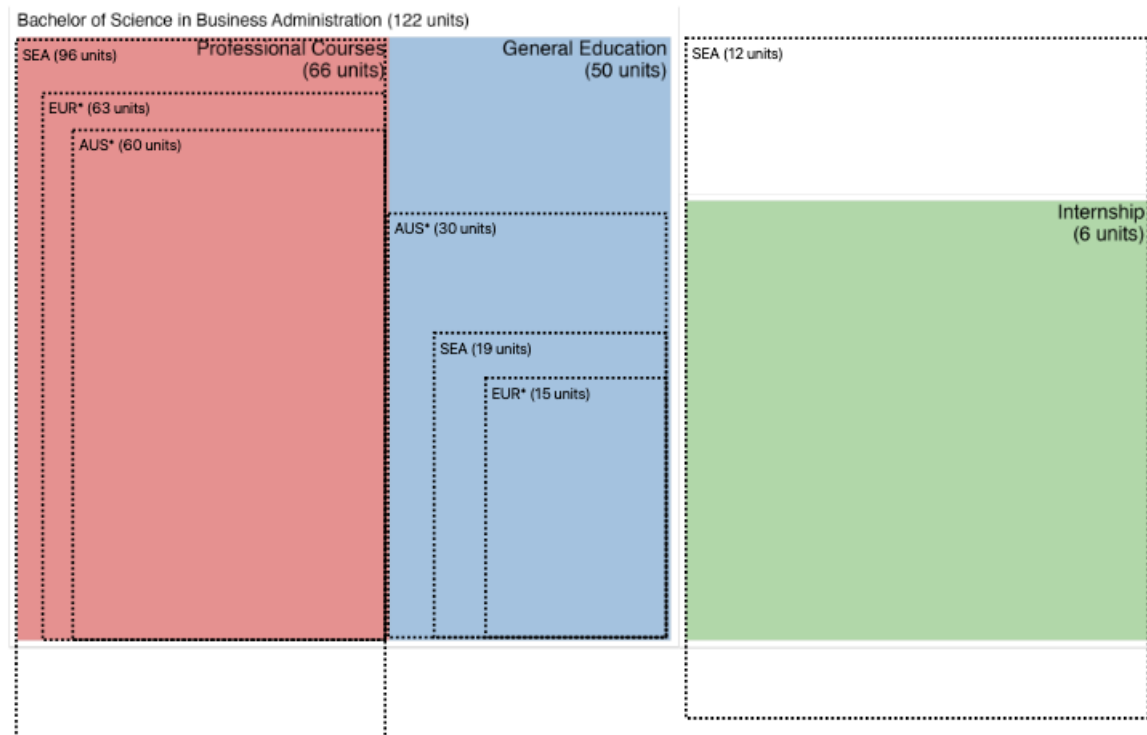 Bachelor of Science in Business Administration (122 units)
SEA (96 units)
Professional Courses
(66 units)
EUR* (63 units)
AUS* (60 units)
General Education
(50 units)
AUS* (30 units)
SEA (19 units)
EUR* (15 units)
SEA (12 units)
Internship
(6 units)